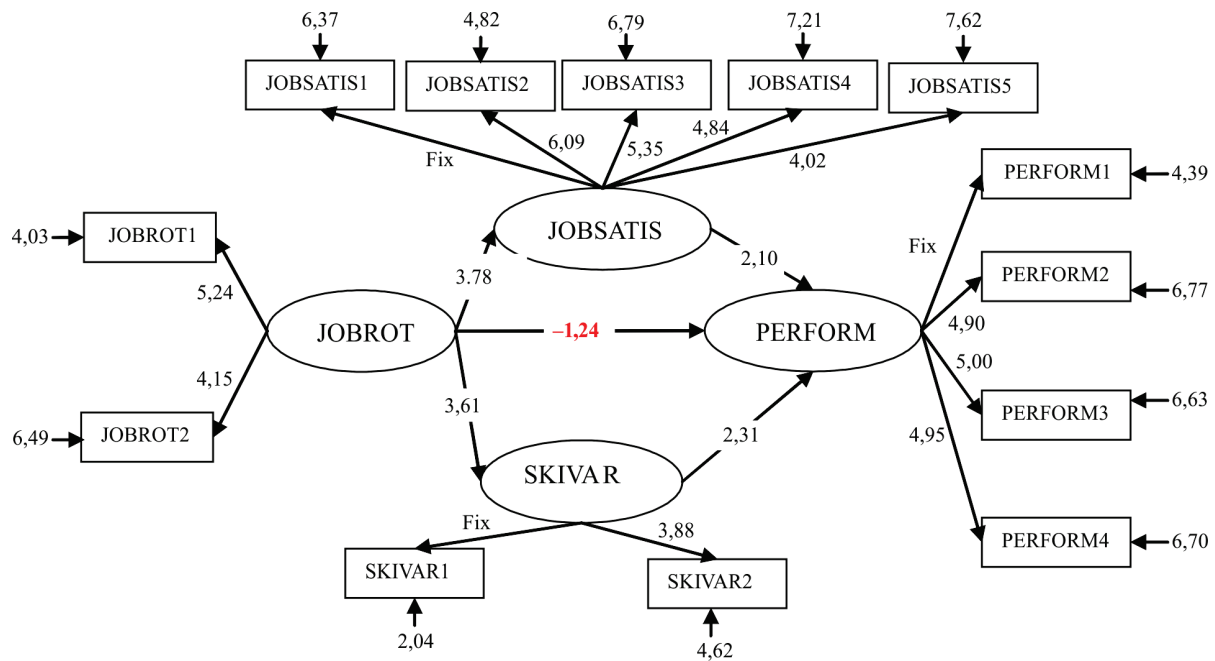 6,37
4,82
6,79
7,21
7,62
JOBSATIS1
JOBSATIS2
JOBSATIS3
JOBSATIS4
JOBSATIS5
Fix
6,09
5,35
4,84
4,02
JOBSATIS
4,03
JOBROT1
5,24
JOBROT
4,15
6,49
JOBROT2
3.78
–1,24
3,61
2,10
2,31
PERFORM
Fix
4,90
5,00
4,95
PERFORM1
4,39
PERFORM2
6,77
PERFORM3
6,63
PERFORM4
6,70
SKIVAR
Fix
3,88
SKIVAR1
SKIVAR2
2,04
4,62